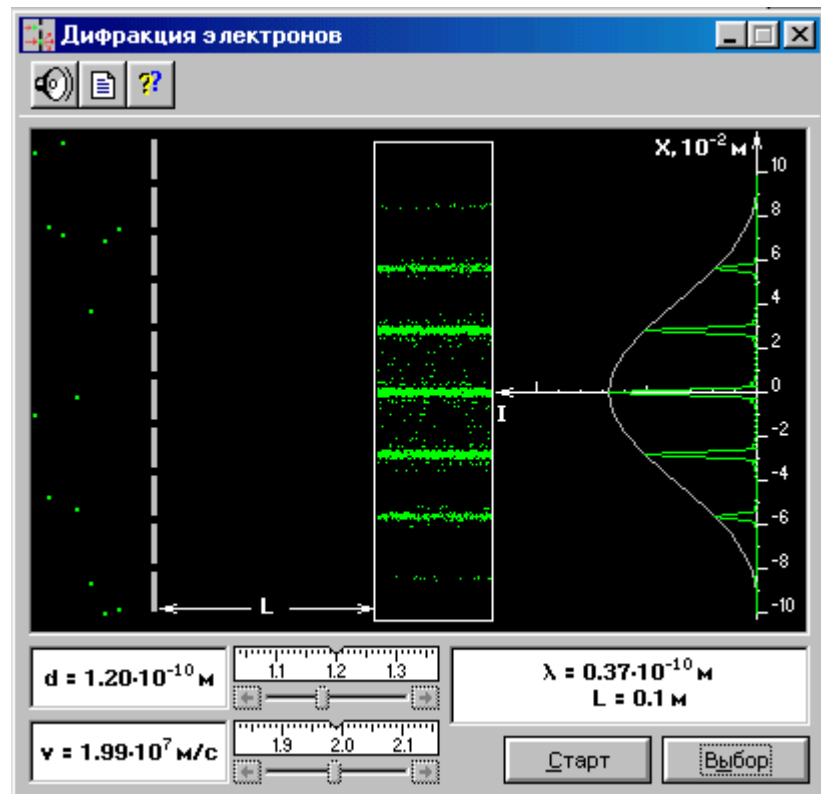 Дифракция электронов
??
X, 10⁻² м
10
8
6
4
2
0
I
-2
-4
-6
-8
-10
L
d = 1.20·10⁻¹⁰ м
1.1 1.2 1.3
λ = 0.37·10⁻¹⁰ м
L = 0.1 м
v = 1.99·10⁷ м/с
1.9 2.0 2.1
Старт
Выбор